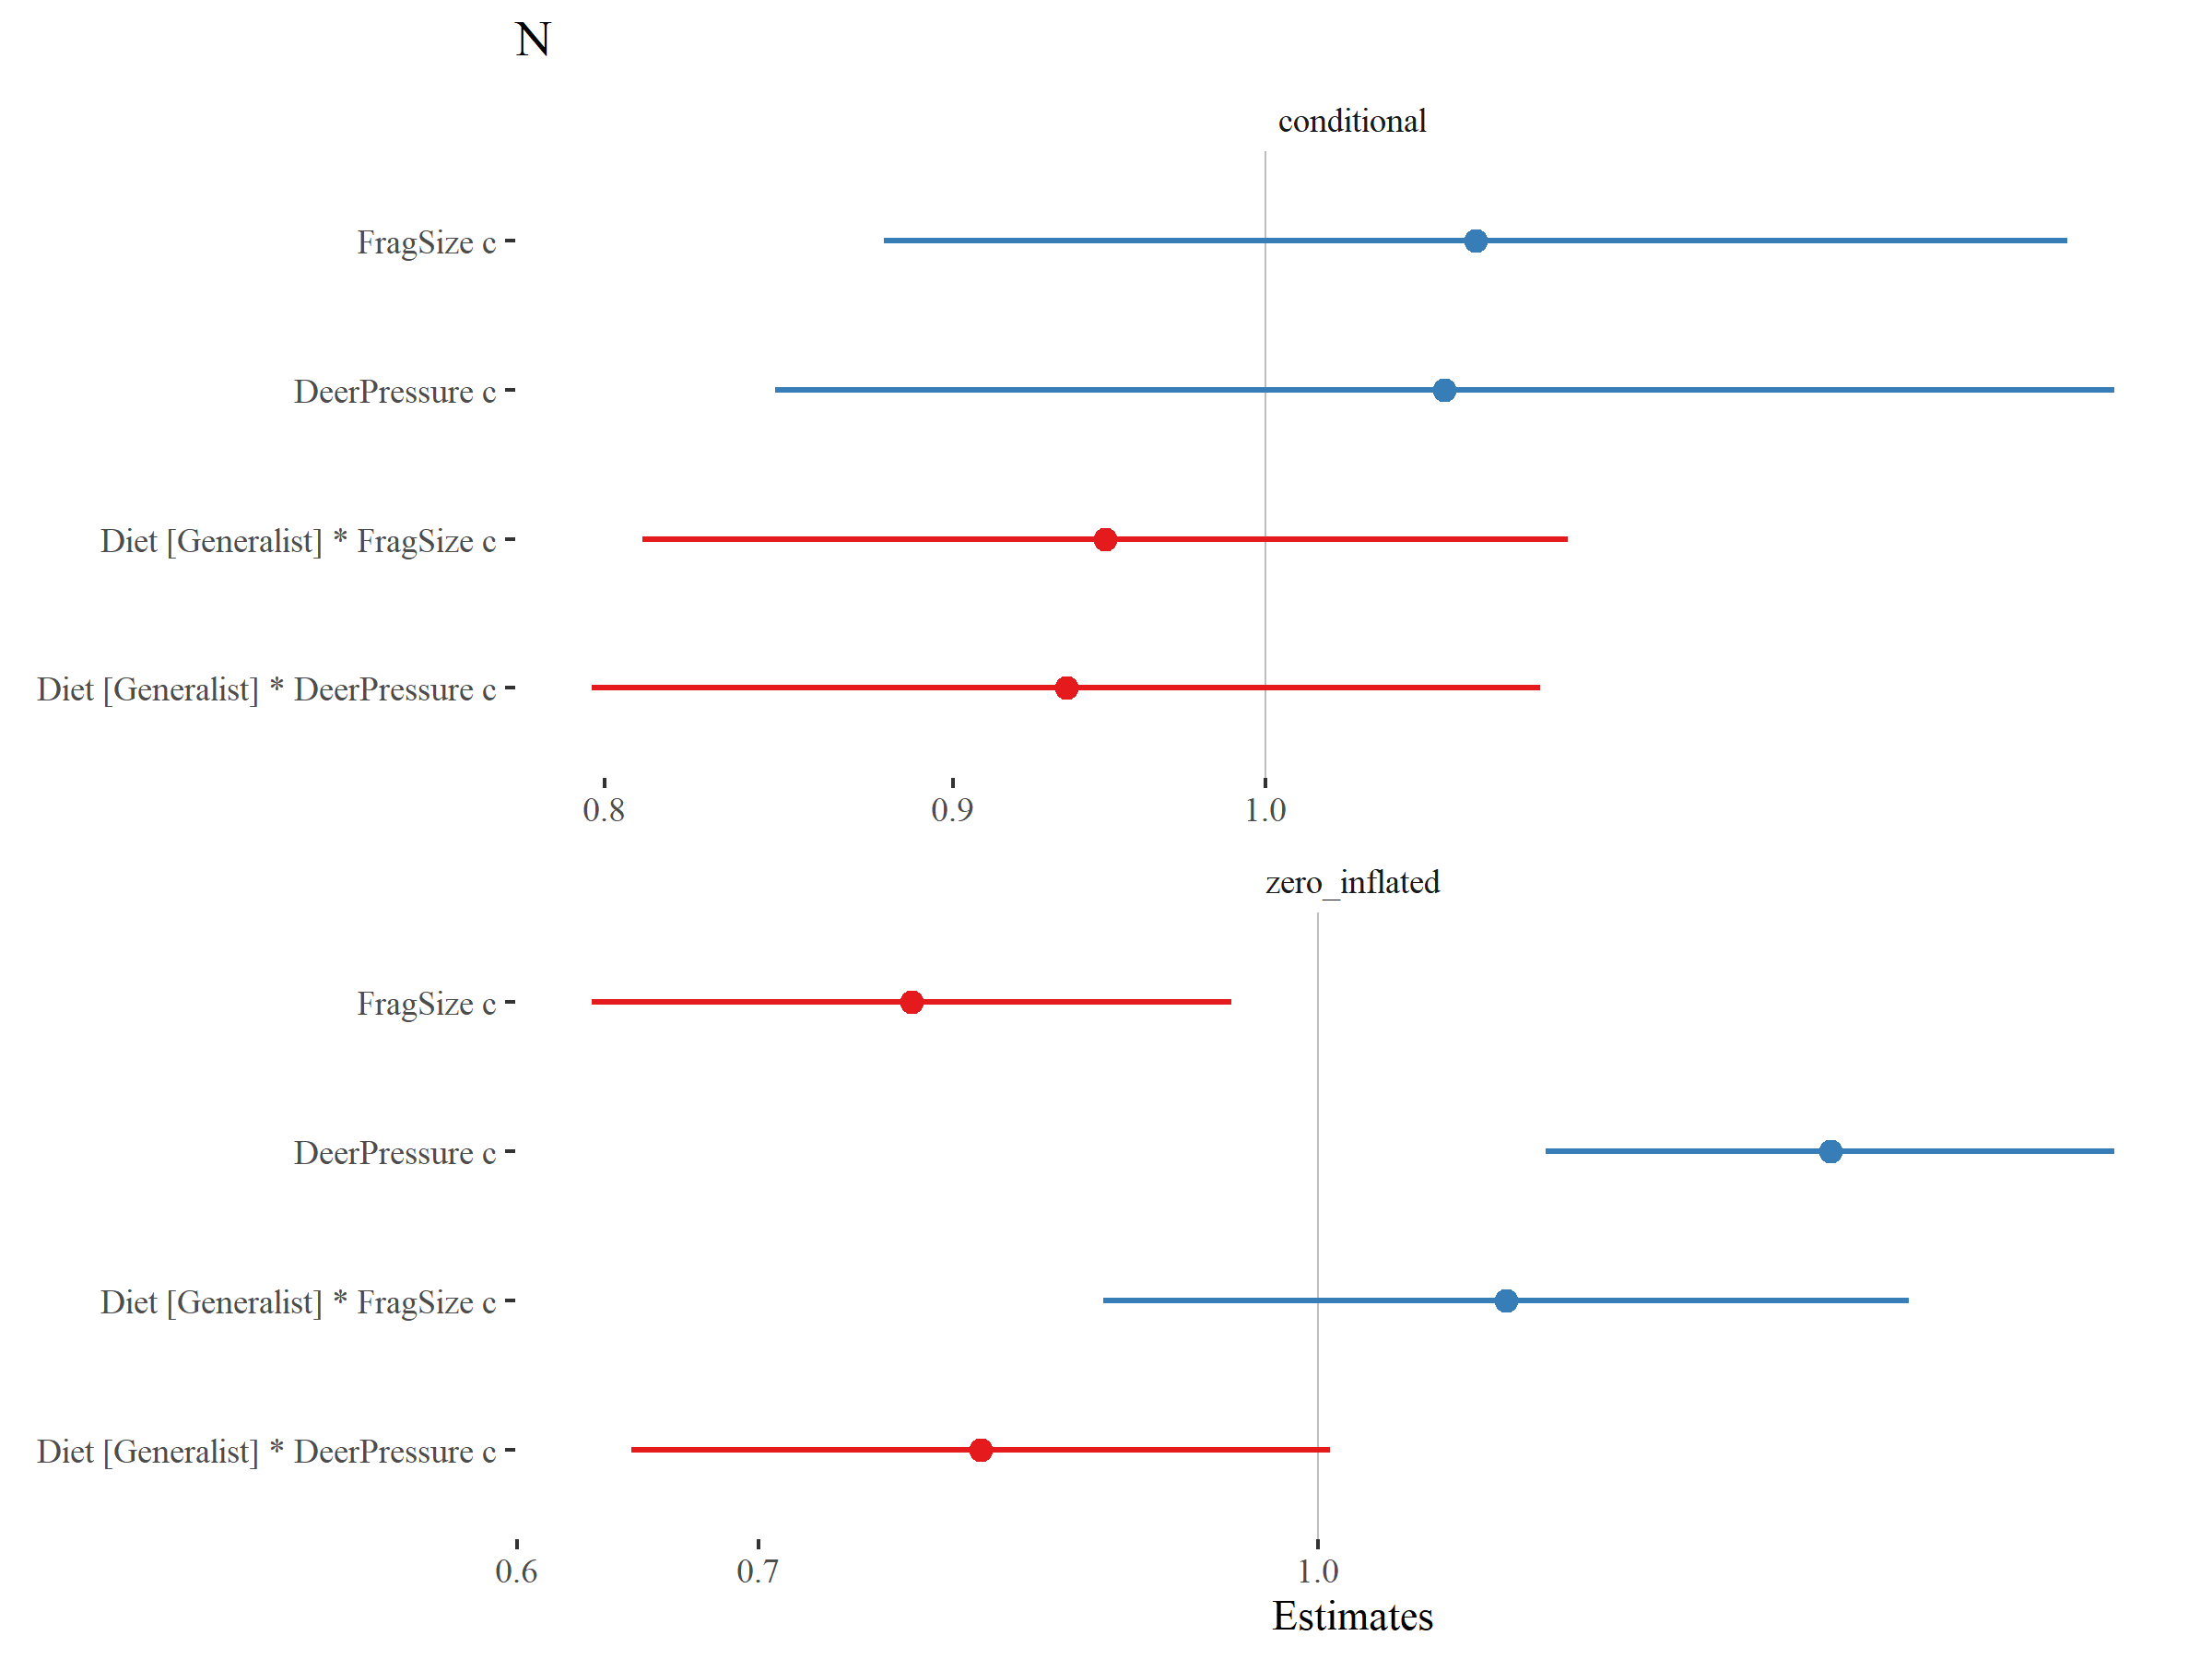 N
conditional
FragSize c
DeerPressure c
Diet [Generalist] * FragSize c
Diet [Generalist] * DeerPressure c
0.8 0.9 1.0
zero_inflated
FragSize c
DeerPressure c
Diet [Generalist] * FragSize c
Diet [Generalist] * DeerPressure c
0.6 0.7 1.0
Estimates